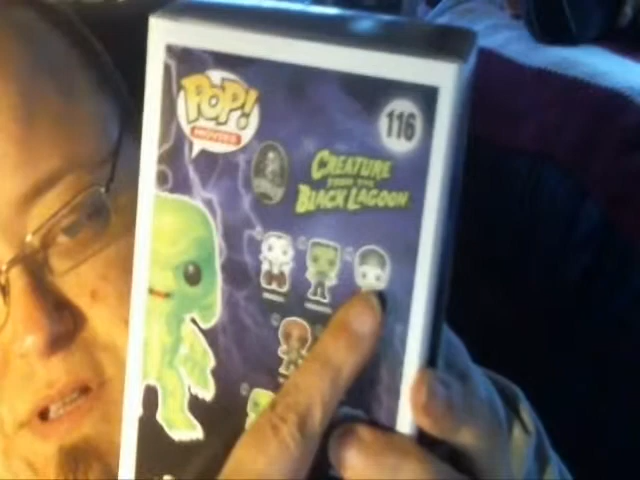 POP!
MOVIES
116
CREATURE
FROM THE
BLACK LAGOON